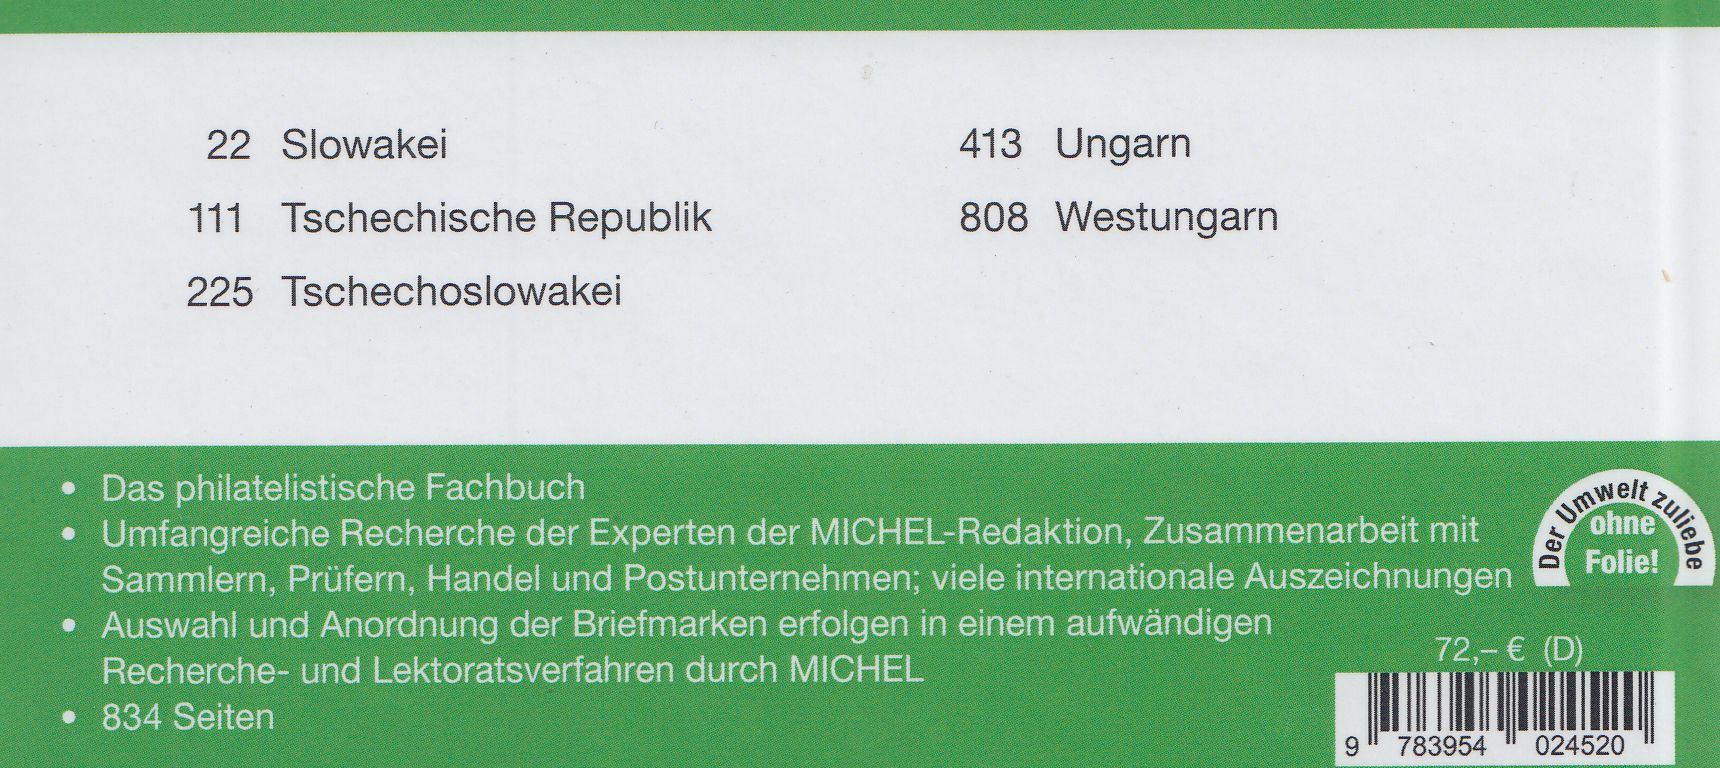 22 Slowakei
111 Tschechische Republik
225 Tschechoslowakei
413 Ungarn
808 Westungarn
• Das philatelistische Fachbuch
• Umfangreiche Recherche der Experten der MICHEL-Redaktion, Zusammenarbeit mit
Sammlern, Prüfern, Handel und Postunternehmen; viele internationale Auszeichnungen
• Auswahl und Anordnung der Briefmarken erfolgen in einem aufwändigen
Recherche- und Lektoratsverfahren durch MICHEL
• 834 Seiten
Der Umwelt zuliebe
ohne
Folie!
72,– € (D)
9 783954 024520